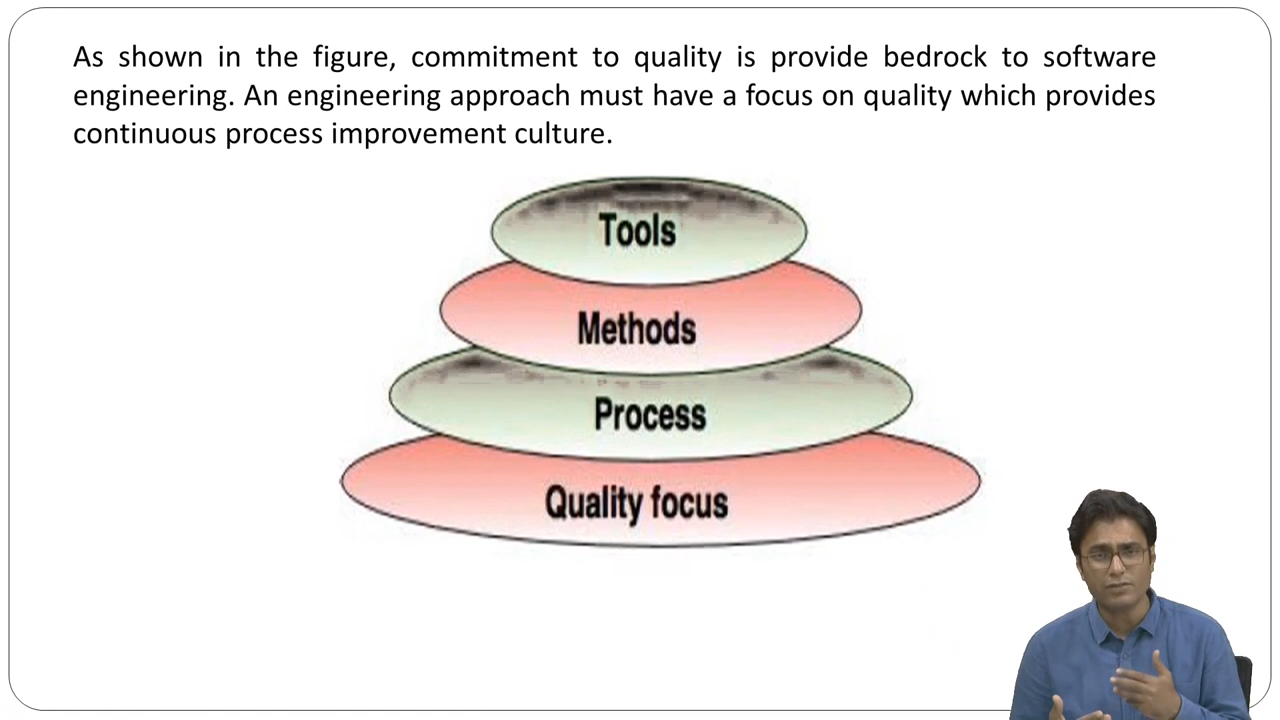 As shown in the figure, commitment to quality is provide bedrock to software
engineering. An engineering approach must have a focus on quality which provides
continuous process improvement culture.
Tools
Methods
Process
Quality focus